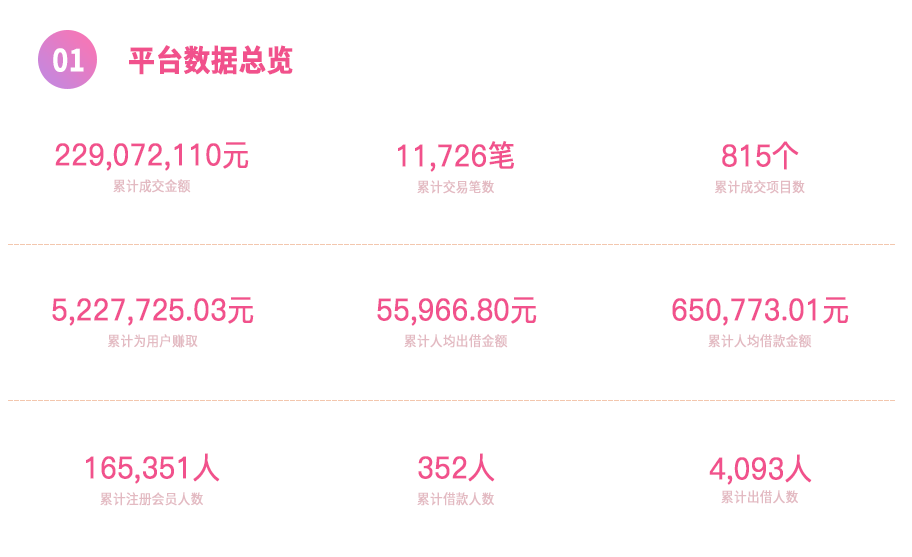 01 平台数据总览
229,072,110元 11,726笔 815个
累计成交金额 累计交易笔数 累计成交项目数
5,227,725.03元 55,966.80元 650,773.01元
累计为用户赚取 累计人均出借金额 累计人均借款金额
165,351人 352人 4,093人
累计注册会员人数 累计借款人数 累计出借人数